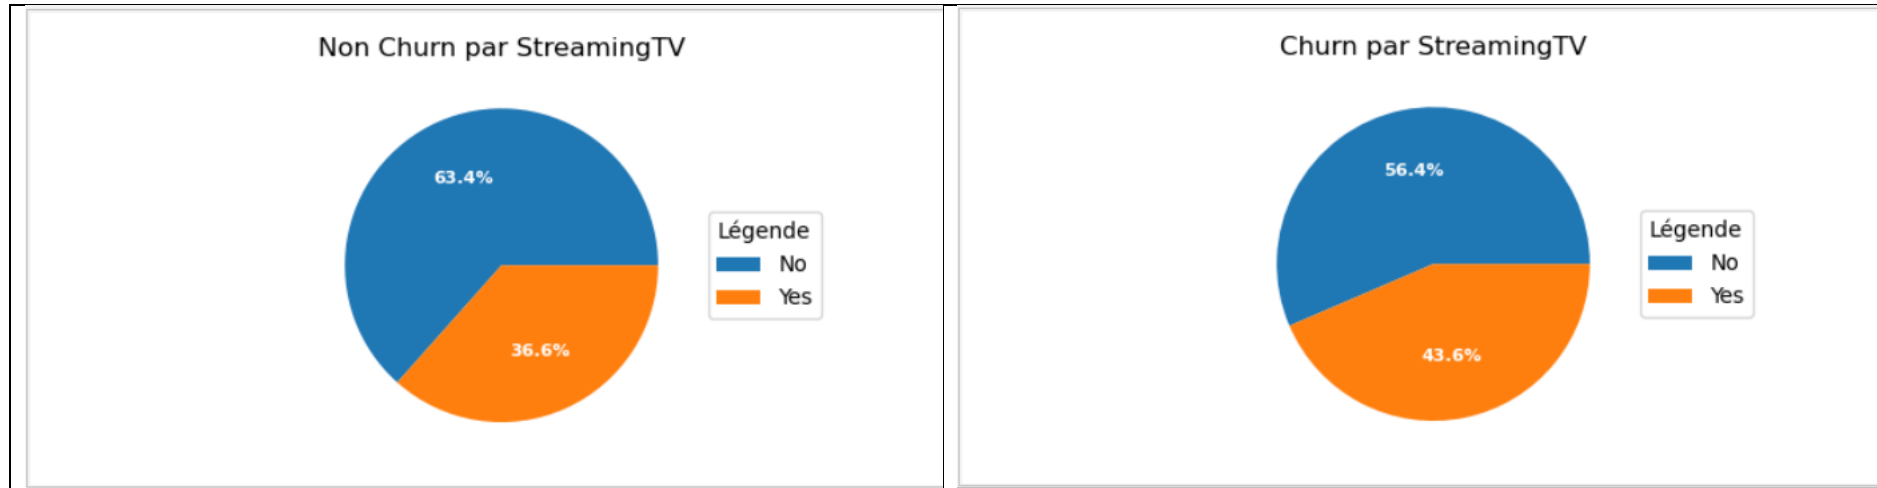 Non Churn par StreamingTV
63.4%
36.6%
Légende
No
Yes
Churn par StreamingTV
56.4%
43.6%
Légende
No
Yes